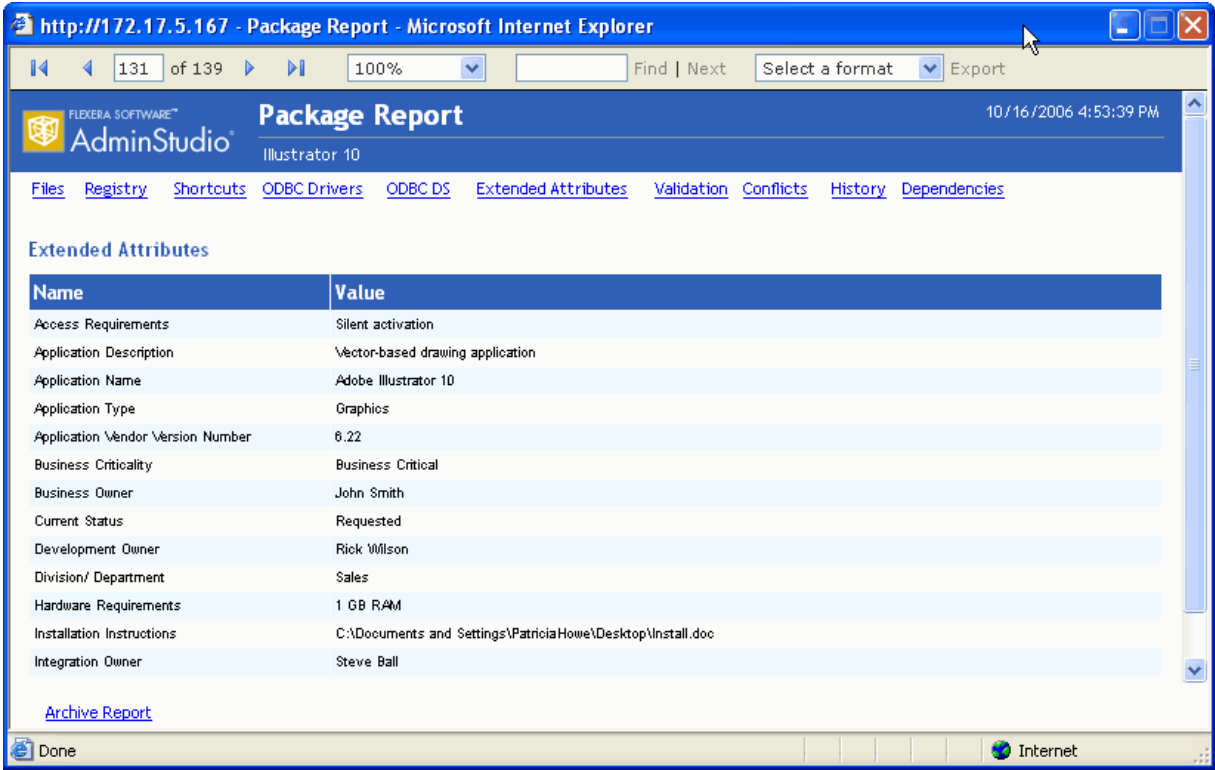 http://172.17.5.167 - Package Report - Microsoft Internet Explorer
131 of 139 100% Find | Next Select a format Export
FLEXERA SOFTWARE™ Package Report 10/16/2006 4:53:39 PM
AdminStudio® Illustrator 10
Files Registry Shortcuts ODBC Drivers ODBC DS Extended Attributes Validation Conflicts History Dependencies
Extended Attributes
Name Value
Access Requirements Silent activation
Application Description Vector-based drawing application
Application Name Adobe Illustrator 10
Application Type Graphics
Application Vendor Version Number 6.22
Business Criticality Business Critical
Business Owner John Smith
Current Status Requested
Development Owner Rick Wilson
Division/ Department Sales
Hardware Requirements 1 GB RAM
Installation Instructions C:\Documents and Settings\PatriciaHowe\Desktop\Install.doc
Integration Owner Steve Ball
Archive Report
Done Internet